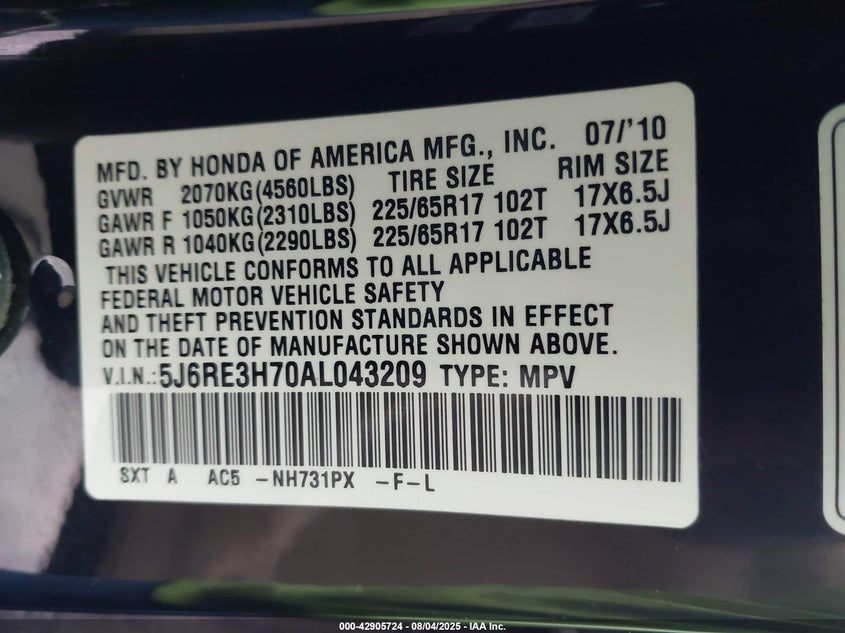 MFD. BY HONDA OF AMERICA MFG., INC. 07/'10
GVWR 2070KG(4560LBS) TIRE SIZE RIM SIZE
GAWR F 1050KG(2310LBS) 225/65R17 102T 17X6.5J
GAWR R 1040KG(2290LBS) 225/65R17 102T 17X6.5J
THIS VEHICLE CONFORMS TO ALL APPLICABLE
FEDERAL MOTOR VEHICLE SAFETY
AND THEFT PREVENTION STANDARDS IN EFFECT
ON THE DATE OF MANUFACTURE SHOWN ABOVE.
V.I.N.:5J6RE3H70AL043209 TYPE: MPV
SXT A AC5 -NH731PX -F-L
000-42905724 - 08/04/2025 - IAA Inc.